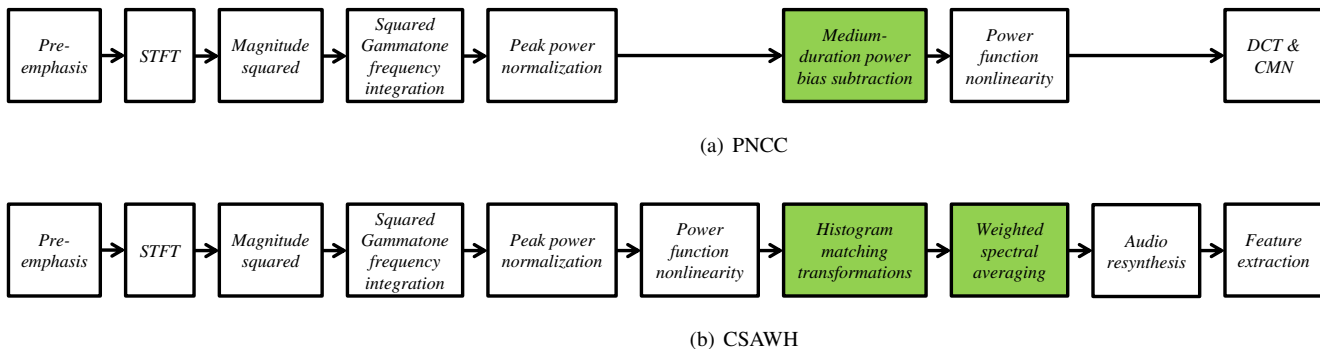 Pre-
emphasis
STFT
Magnitude
squared
Squared
Gammatone
frequency
integration
Peak power
normalization
Medium-
duration power
bias subtraction
Power
function
nonlinearity
DCT &
CMN
(a) PNCC
Pre-
emphasis
STFT
Magnitude
squared
Squared
Gammatone
frequency
integration
Peak power
normalization
Power
function
nonlinearity
Histogram
matching
transformations
Weighted
spectral
averaging
Audio
resynthesis
Feature
extraction
(b) CSAWH